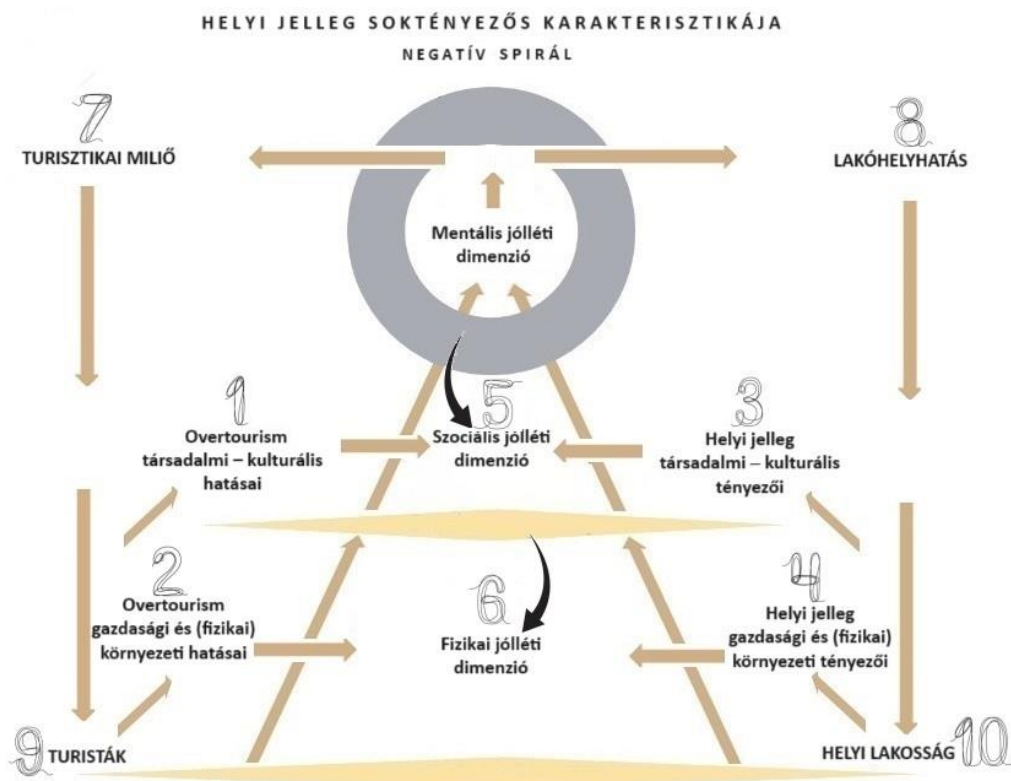 HELYI JELLEG SOKTÉNYEZŐS KARAKTERISZTIKÁJA
NEGATÍV SPIRÁL
7
TURISZTIKAI MILIŐ
8
LAKÓHELYHATÁS
Mentális jólléti
dimenzió
1
Overtourism
társadalmi – kulturális
hatásai
5
Szociális jólléti
dimenzió
3
Helyi jelleg
társadalmi – kulturális
tényezői
2
Overtourism
gazdasági és (fizikai)
környezeti hatásai
6
Fizikai jólléti
dimenzió
4
Helyi jelleg
gazdasági és (fizikai)
környezeti tényezői
9 TURISTÁK
HELYI LAKOSSÁG 10